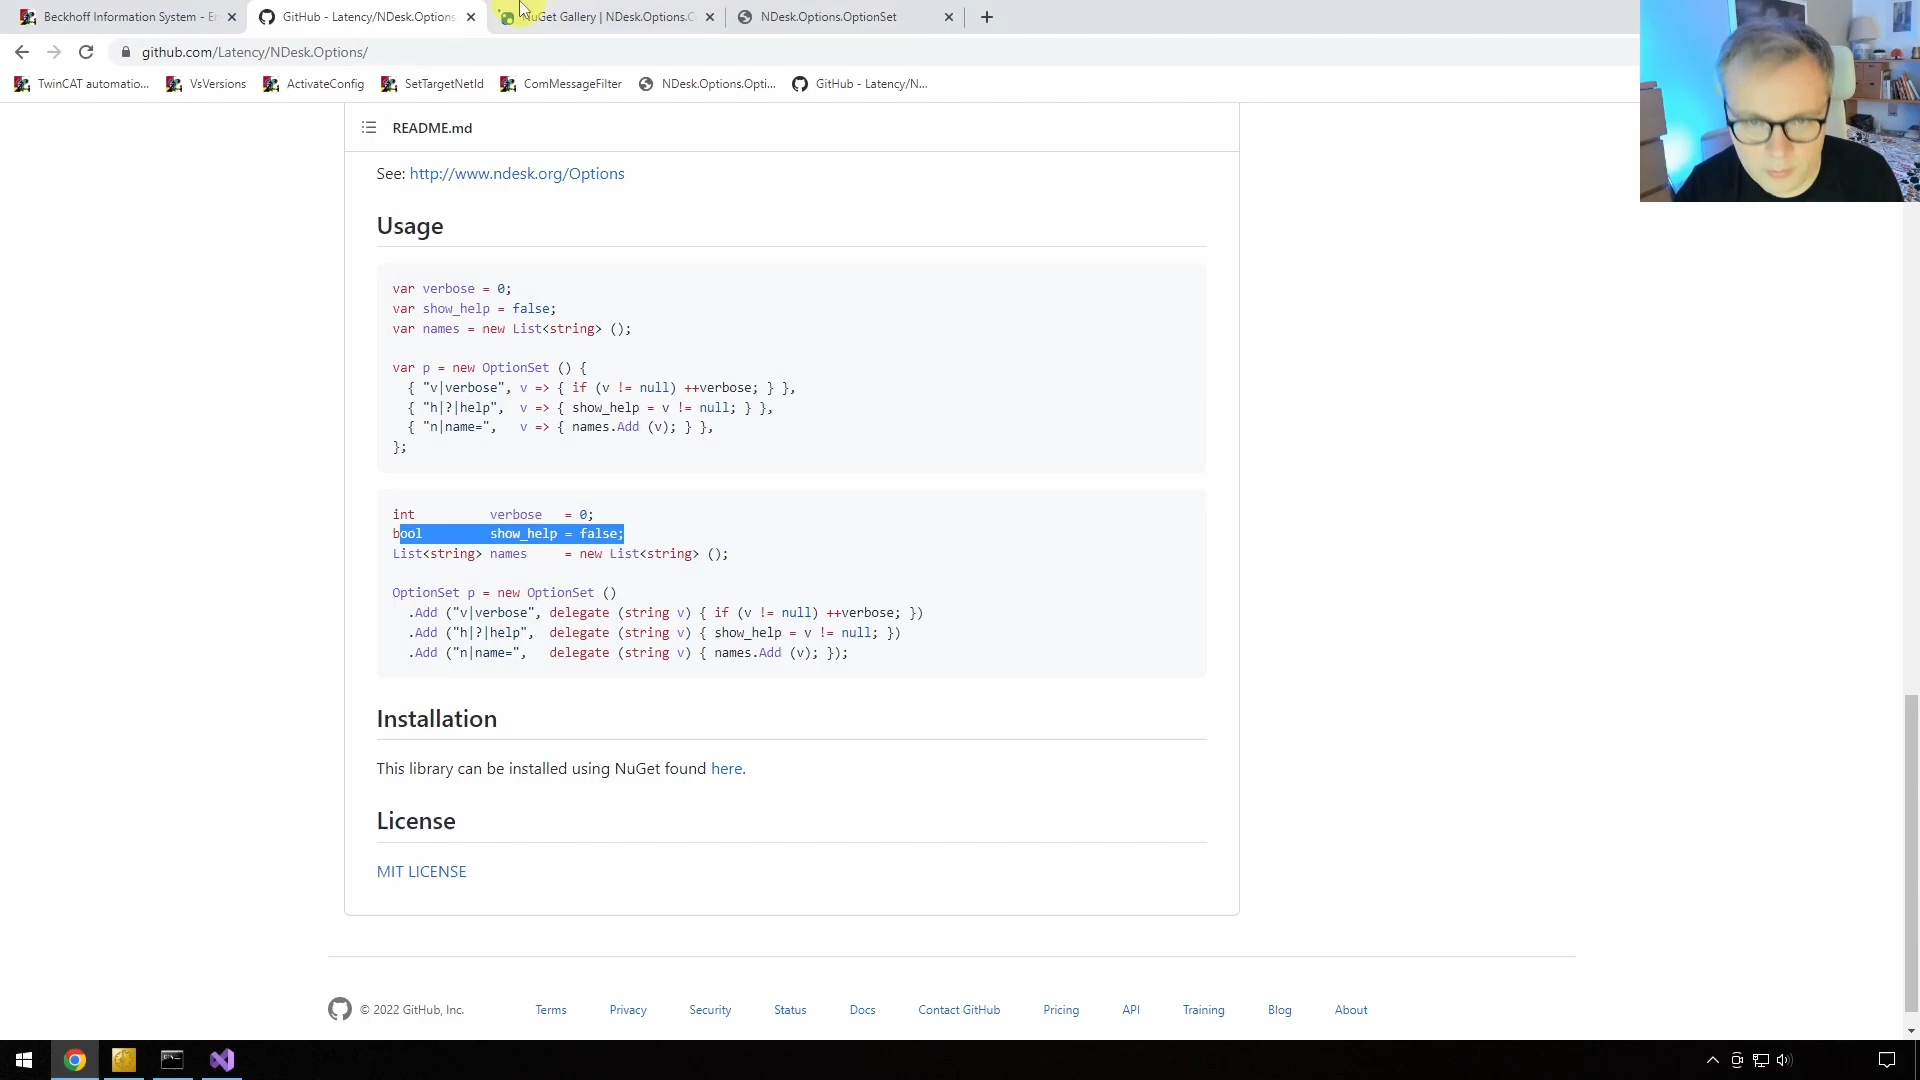 Beckhoff Information System - En
GitHub - Latency/NDesk.Options
NuGet Gallery | NDesk.Options.C
NDesk.Options.OptionSet
github.com/Latency/NDesk.Options/
TwinCAT automatio...
VsVersions
ActivateConfig
SetTargetNetId
ComMessageFilter
NDesk.Options.Opti...
GitHub - Latency/N...
README.md
See: http://www.ndesk.org/Options
Usage
var verbose = 0;
var show_help = false;
var names = new List<string> ();
var p = new OptionSet () {
{ "v|verbose", v => { if (v != null) ++verbose; } },
{ "h|?|help", v => { show_help = v != null; } },
{ "n|name=", v => { names.Add (v); } },
};
int verbose = 0;
bool show_help = false;
List<string> names = new List<string> ();
OptionSet p = new OptionSet ()
.Add ("v|verbose", delegate (string v) { if (v != null) ++verbose; })
.Add ("h|?|help", delegate (string v) { show_help = v != null; })
.Add ("n|name=", delegate (string v) { names.Add (v); });
Installation
This library can be installed using NuGet found here.
License
MIT LICENSE
© 2022 GitHub, Inc.
Terms
Privacy
Security
Status
Docs
Contact GitHub
Pricing
API
Training
Blog
About